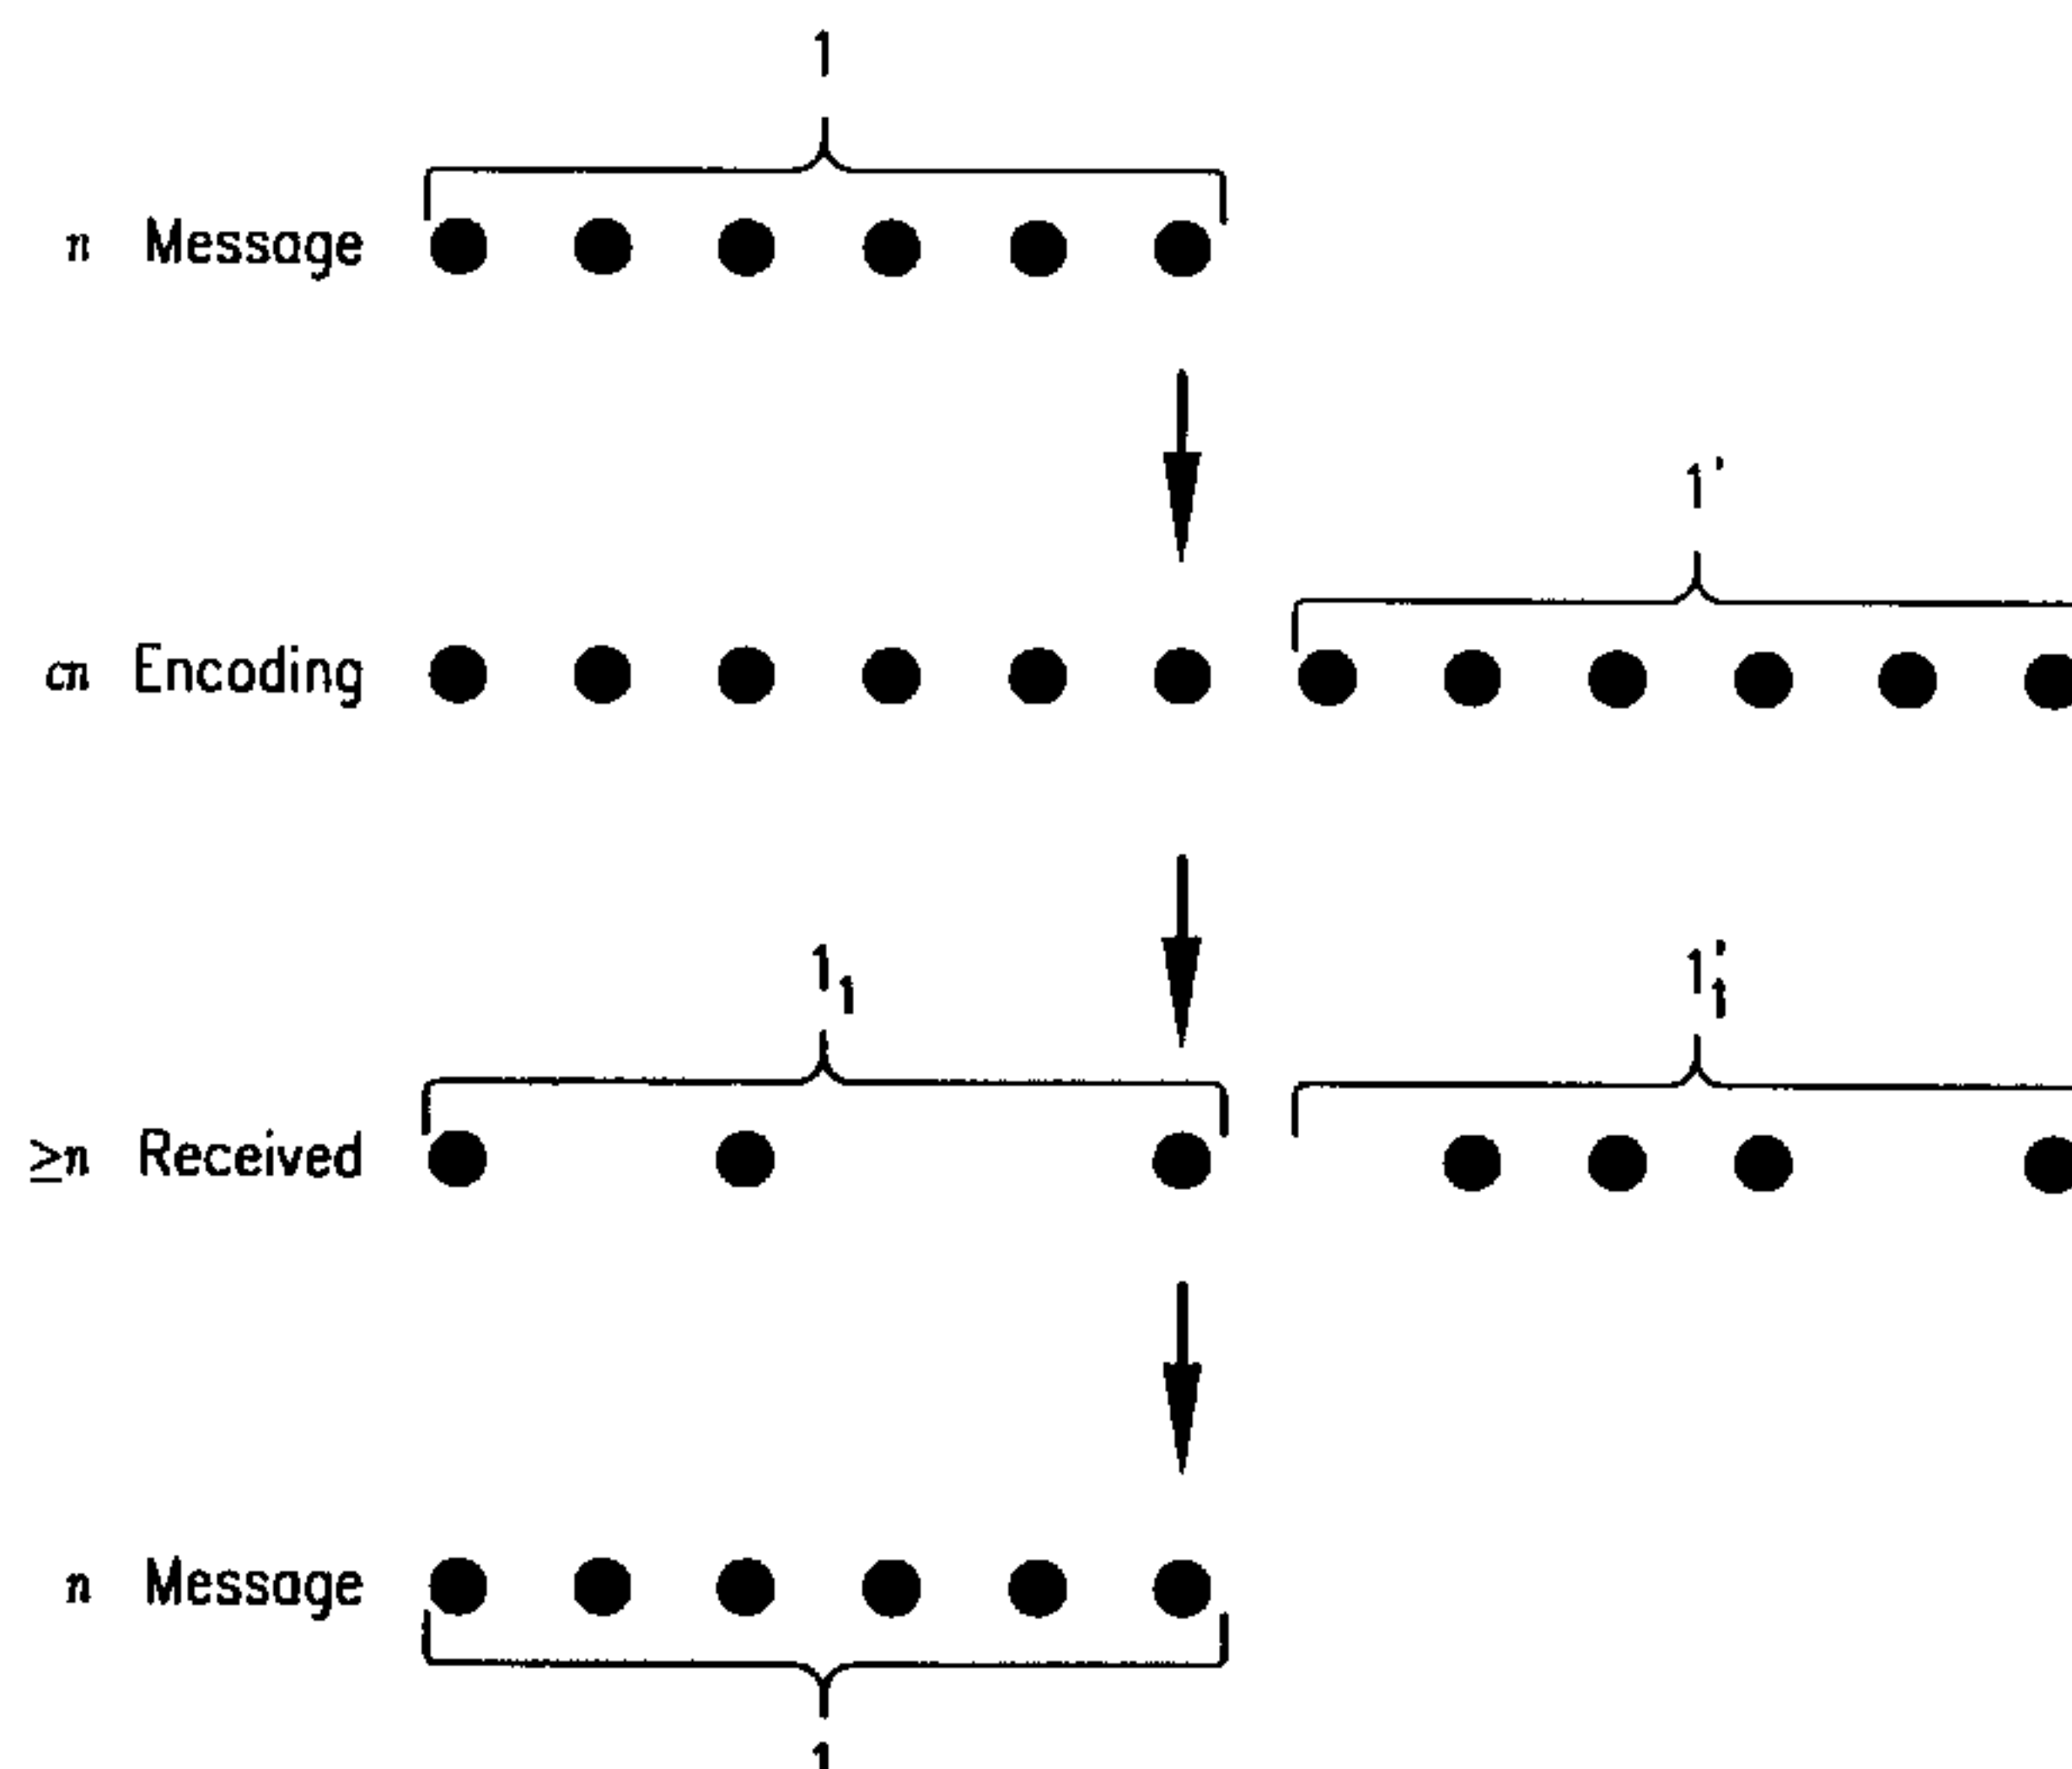 1
n Message
1'
cn Encoding
1₁ 1'₁
≥n Received
n Message
1